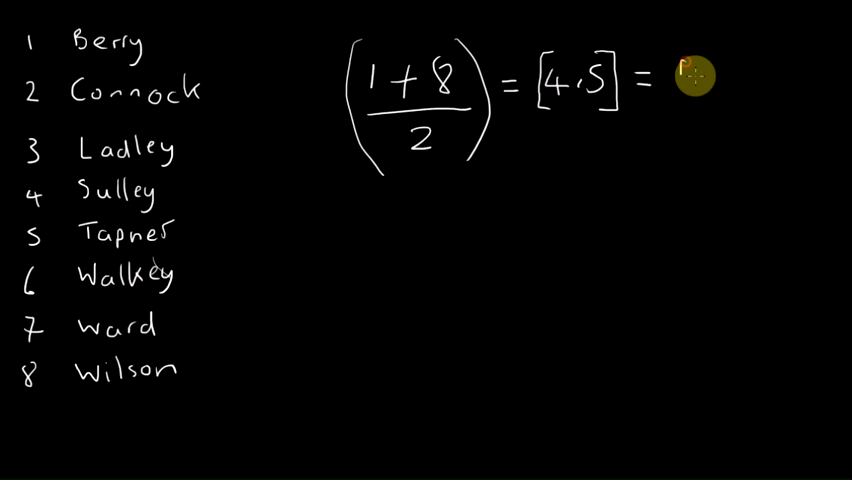 1 Berry
2 Connock
3 Ladley
4 Sulley
5 Tapner
6 Walkey
7 Ward
8 Wilson
(1 + 8 / 2) = [4.5] =